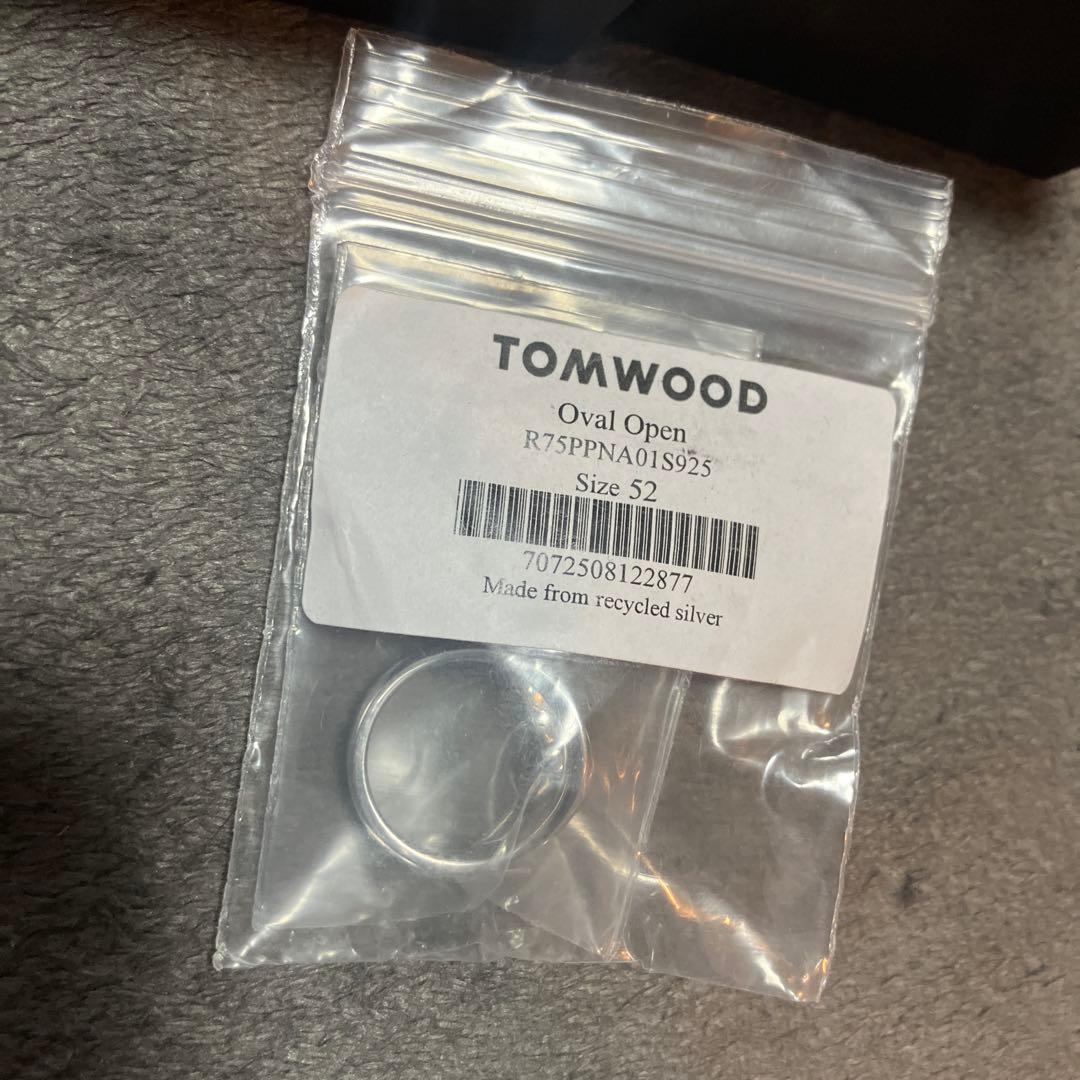 TOMWOOD
Oval Open
R75PPNA01S925
Size 52
7072508122877
Made from recycled silver